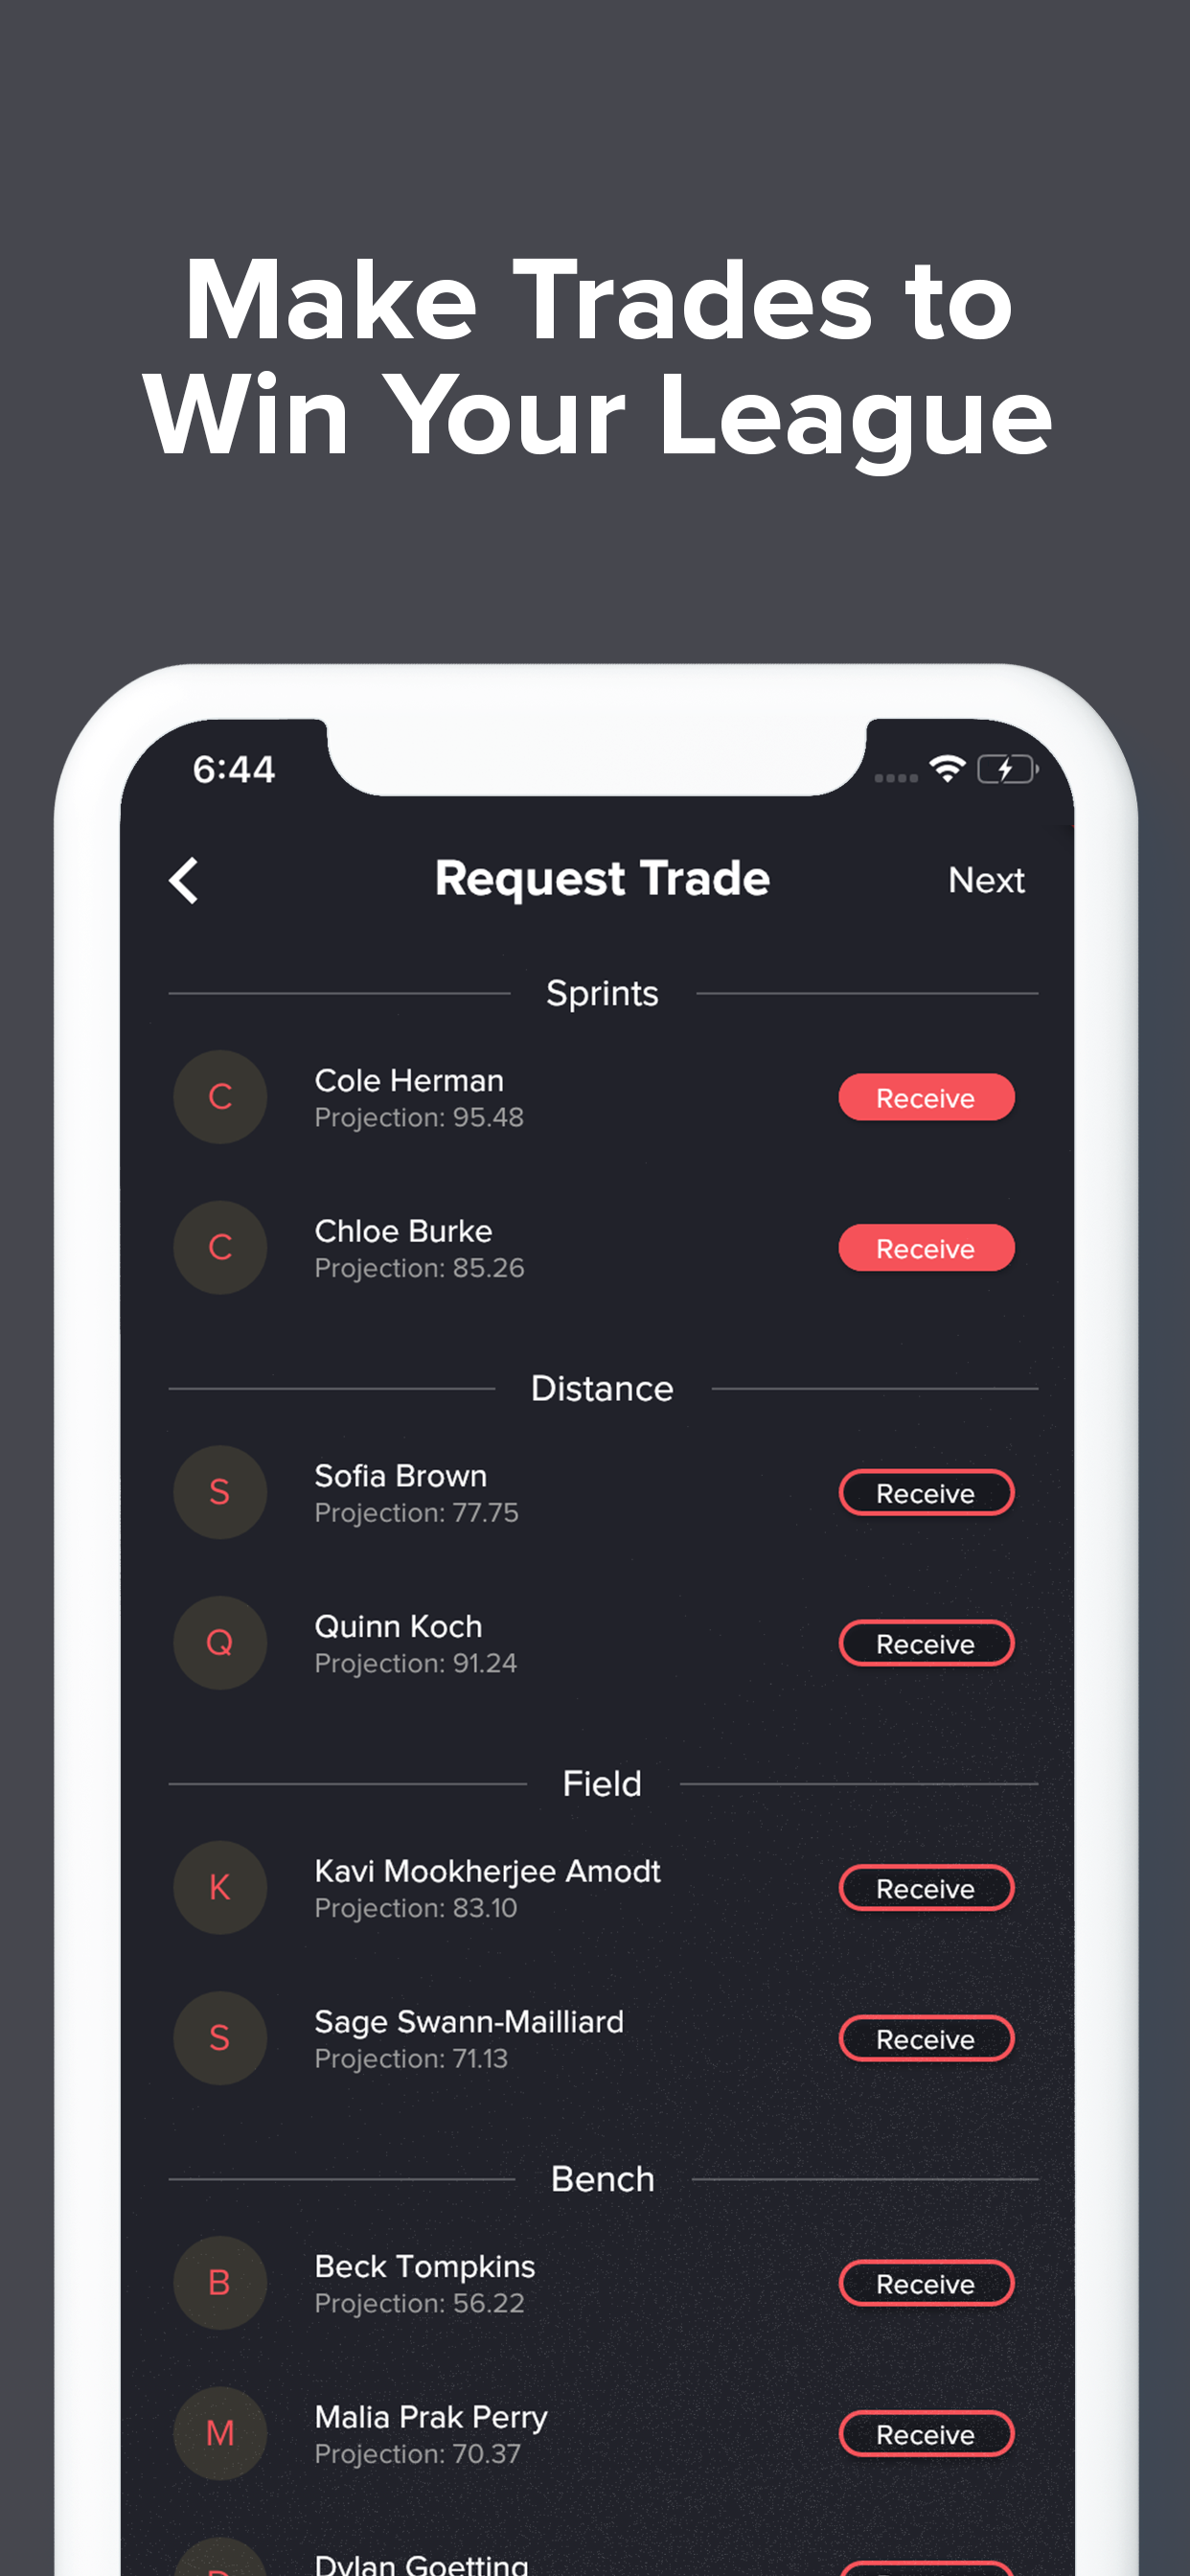 Make Trades to
Win Your League
6:44
Request Trade
Next
Sprints
C
Cole Herman
Projection: 95.48
Receive
C
Chloe Burke
Projection: 85.26
Receive
Distance
S
Sofia Brown
Projection: 77.75
Receive
Q
Quinn Koch
Projection: 91.24
Receive
Field
K
Kavi Mookherjee Amodt
Projection: 83.10
Receive
S
Sage Swann-Mailliard
Projection: 71.13
Receive
Bench
B
Beck Tompkins
Projection: 56.22
Receive
M
Malia Prak Perry
Projection: 70.37
Receive
Dylan Goetting